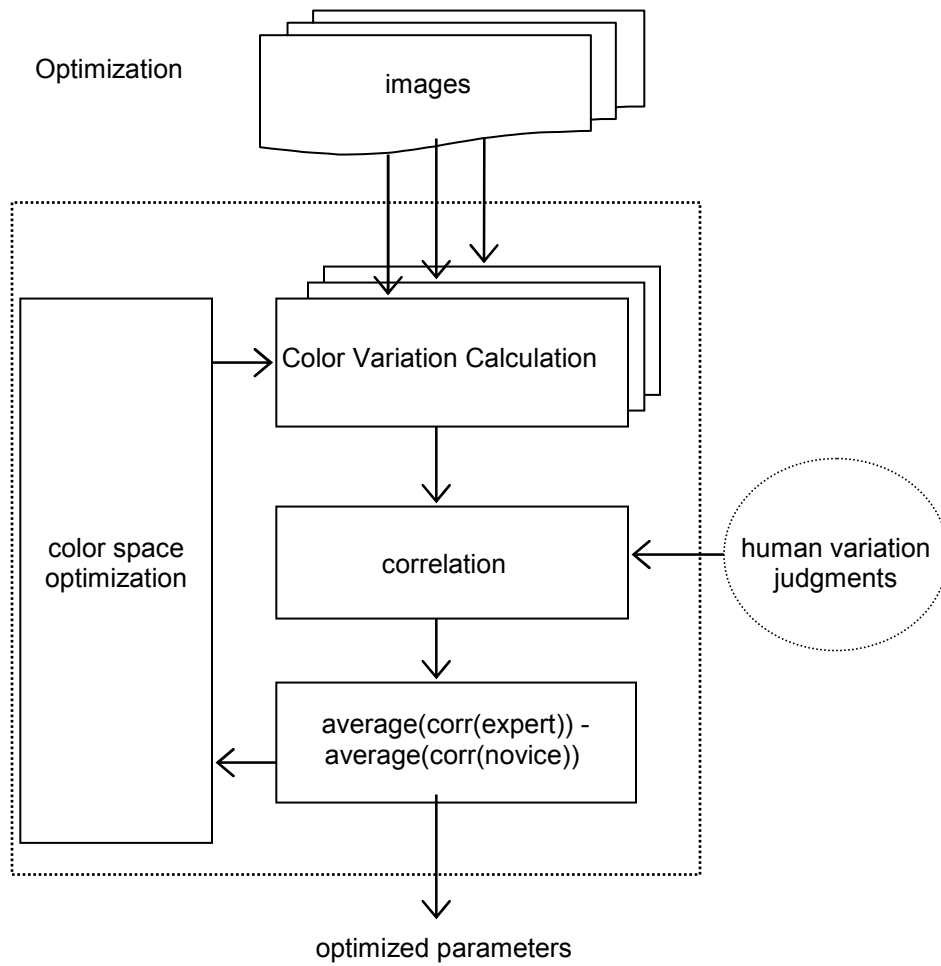 Optimization
images
Color Variation Calculation
color space
optimization
correlation
human variation
judgments
average(corr(expert)) -
average(corr(novice))
optimized parameters